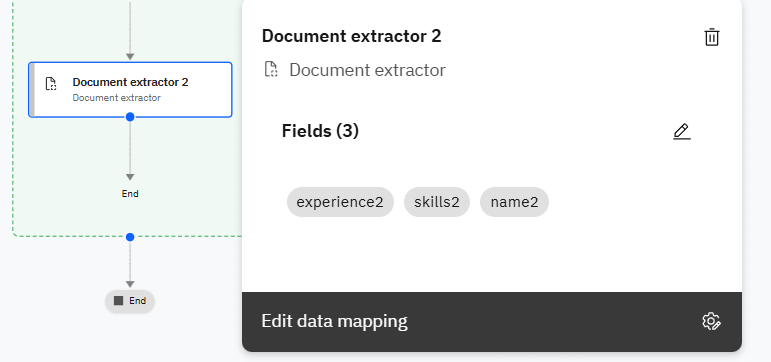 Document extractor 2
Document extractor
End
End
Document extractor 2
Document extractor
Fields (3)
experience2 skills2 name2
Edit data mapping